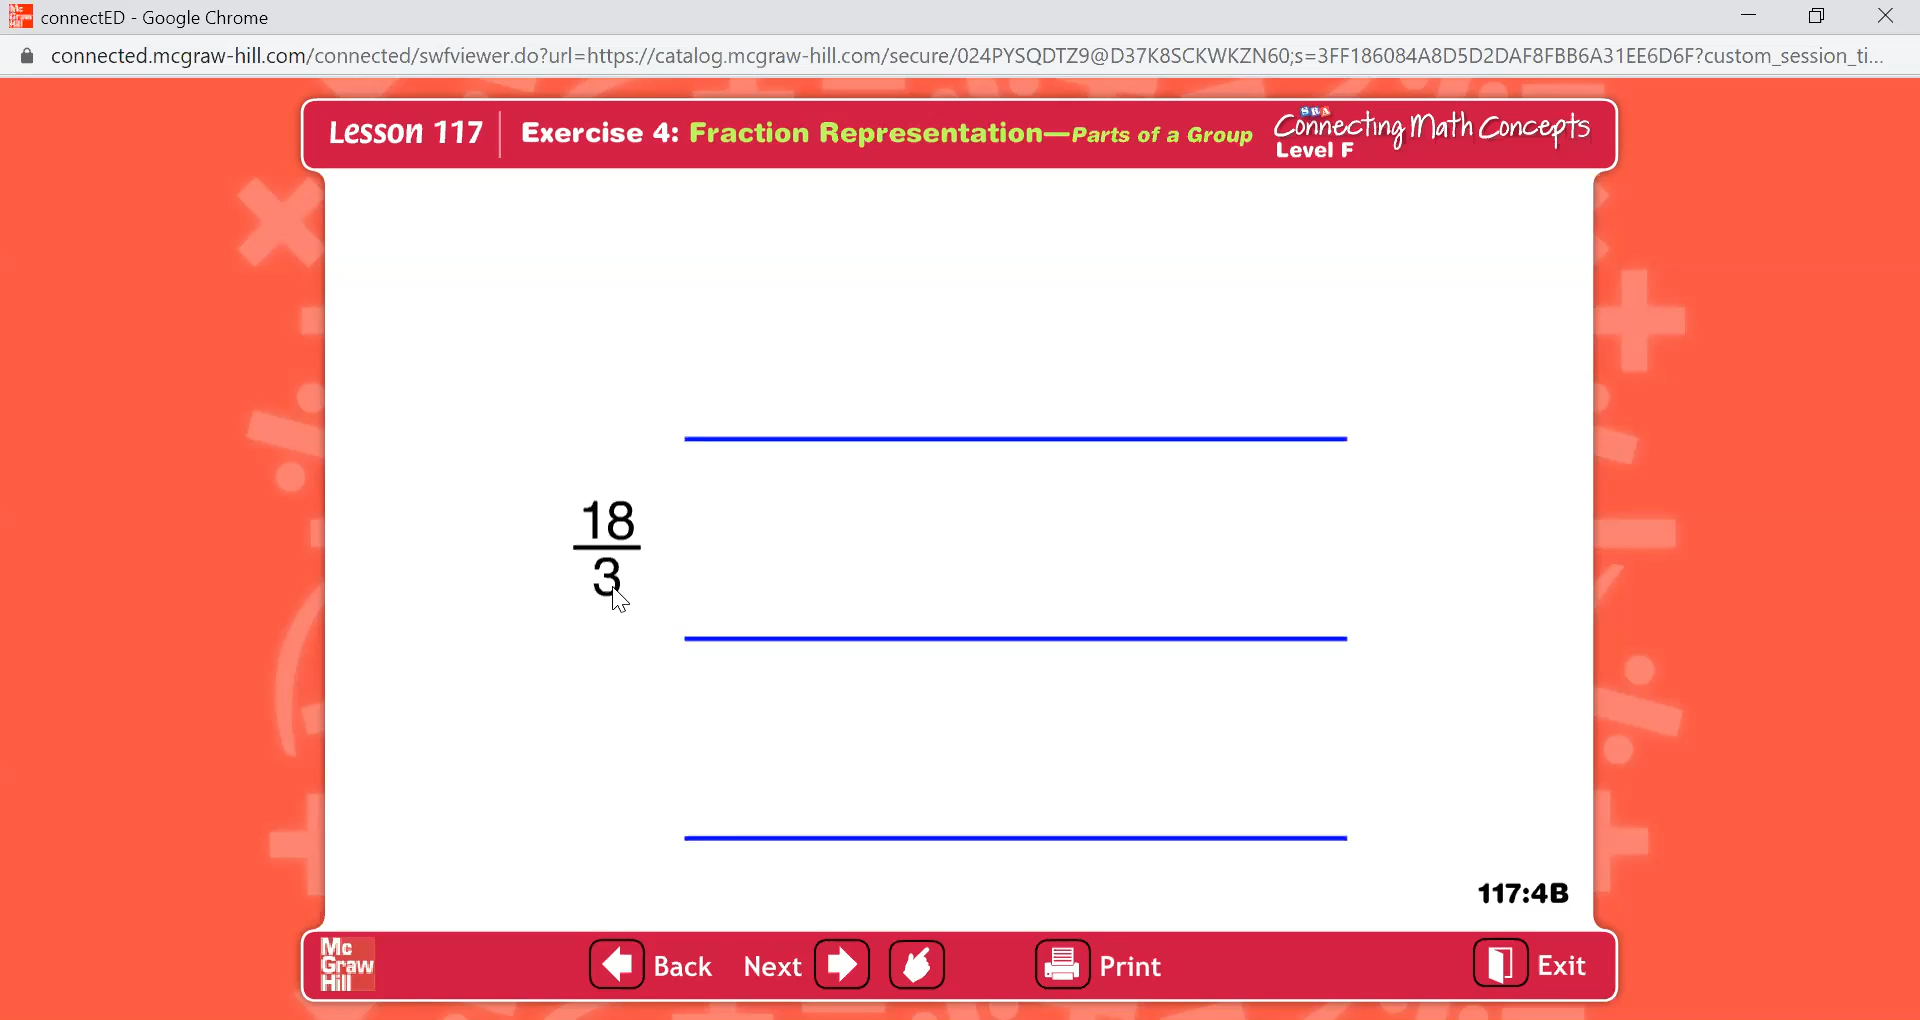 connectED - Google Chrome
connected.mcgraw-hill.com/connected/swfviewer.do?url=https://catalog.mcgraw-hill.com/secure/024PYSQDTZ9@D37K8SCKWKZN60;s=3FF186084A8D5D2DAF8FBB6A31EE6D6F?custom_session_ti...
Lesson 117
Exercise 4: Fraction Representation—Parts of a Group
SRA
Connecting Math Concepts
Level F
18
3
117:4B
Mc
Graw
Hill
Back
Next
Print
Exit